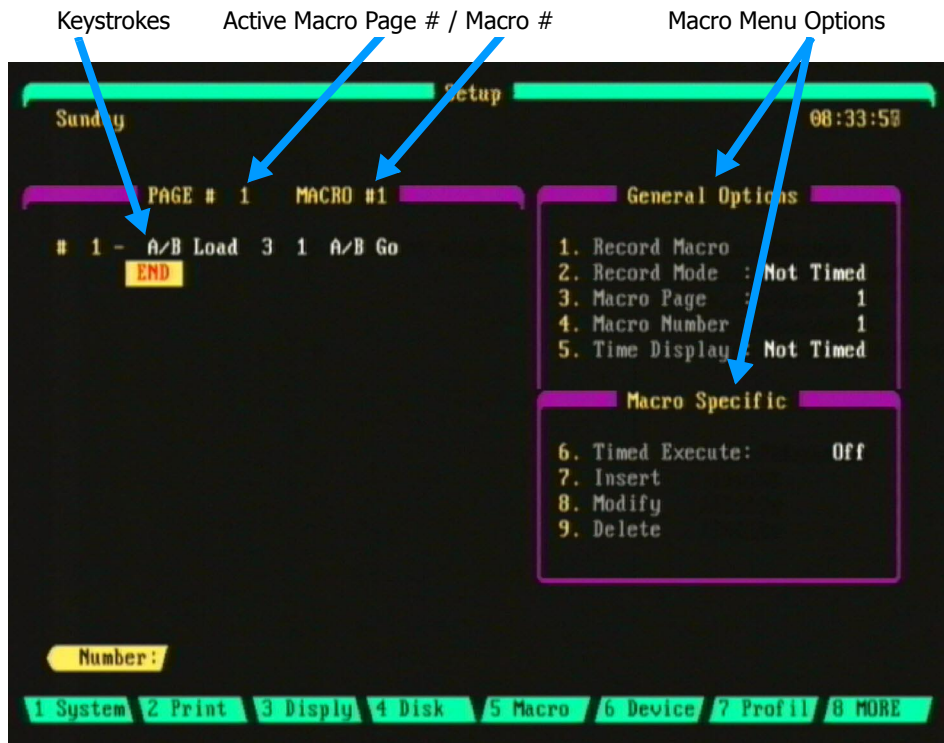 Keystrokes Active Macro Page # / Macro # Macro Menu Options
Setup
Sunday 08:33:58
PAGE # 1 MACRO #1
# 1 - A/B Load 3 1 A/B Go
END
General Options
1. Record Macro
2. Record Mode : Not Timed
3. Macro Page : 1
4. Macro Number 1
5. Time Display : Not Timed
Macro Specific
6. Timed Execute: Off
7. Insert
8. Modify
9. Delete
Number:
1 System 2 Print 3 Disply 4 Disk 5 Macro 6 Device 7 Profil 8 MORE